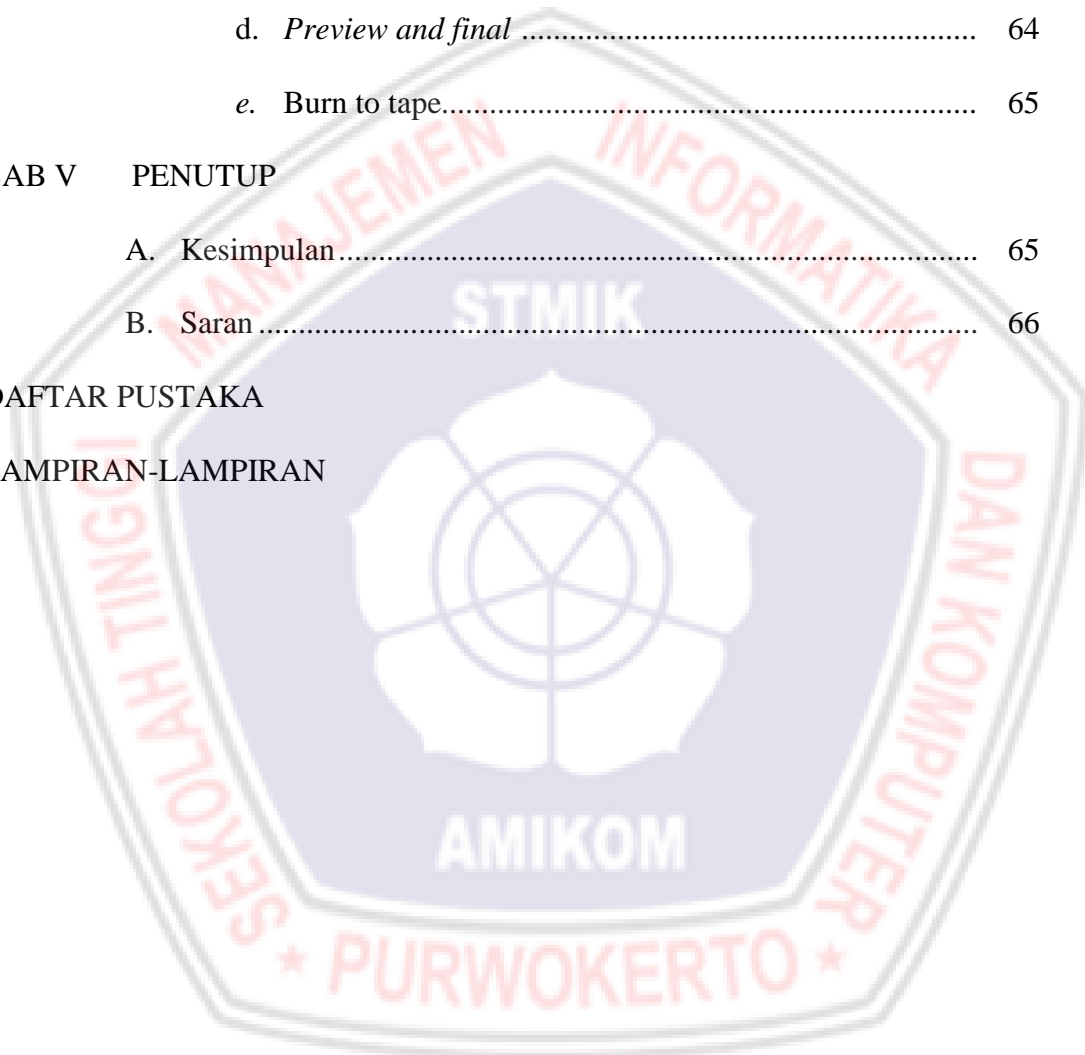 d. Preview and final ........................................................ 64
e. Burn to tape................................................................ 65
AB V PENUTUP
A. Kesimpulan ........................................................................... 65
B. Saran ..................................................................................... 66
DAFTAR PUSTAKA
AMPIRAN-LAMPIRAN
SEKOLAH TINGGI MANAJEMEN INFORMATIKA DAN KOMPUTER
STMIK
AMIKOM
* PURWOKERTO *